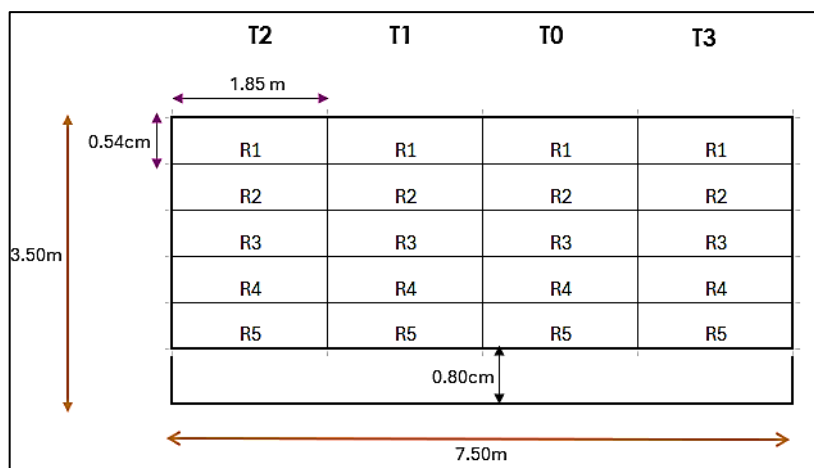 T2 T1 T0 T3
1.85 m
0.54cm
R1 R1 R1 R1
R2 R2 R2 R2
3.50m
R3 R3 R3 R3
R4 R4 R4 R4
R5 R5 R5 R5
0.80cm
7.50m